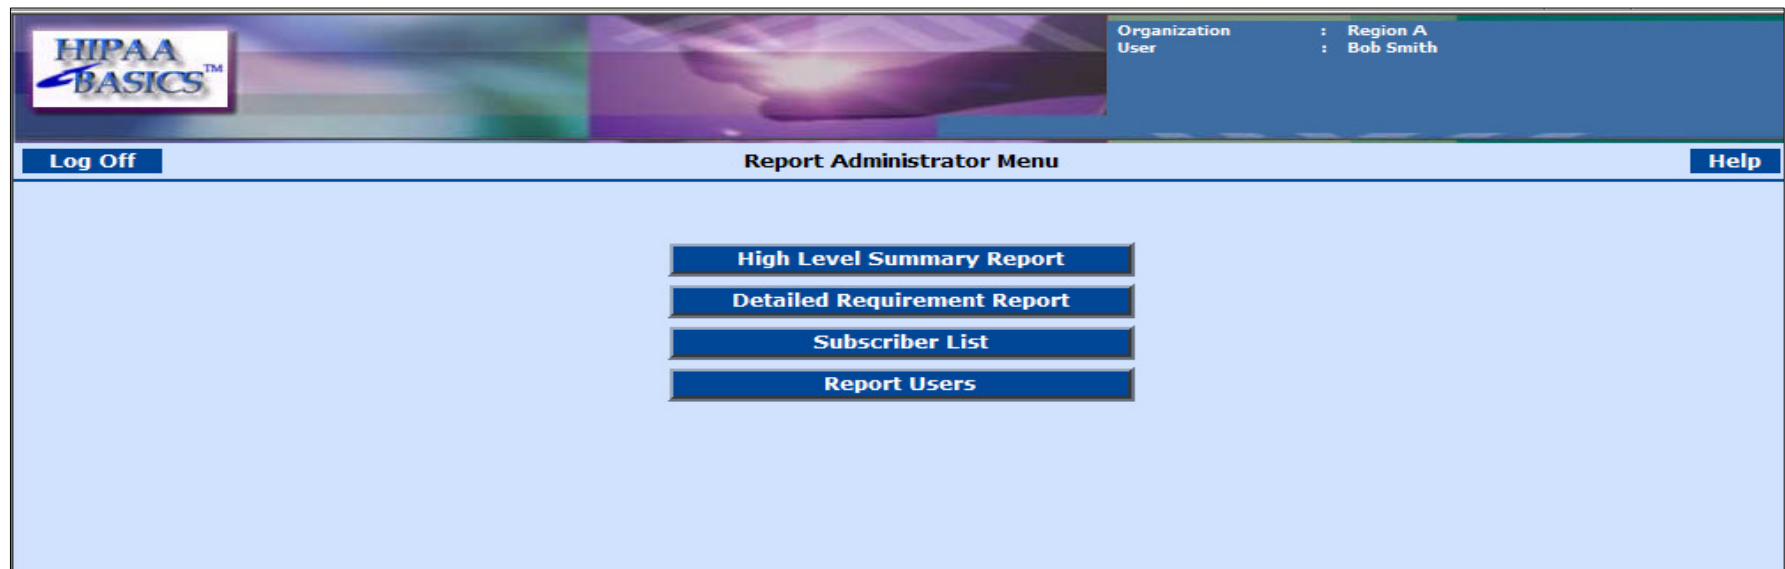 HIPAA
BASICS™
Organization : Region A
User : Bob Smith
Log Off
Report Administrator Menu
Help
High Level Summary Report
Detailed Requirement Report
Subscriber List
Report Users